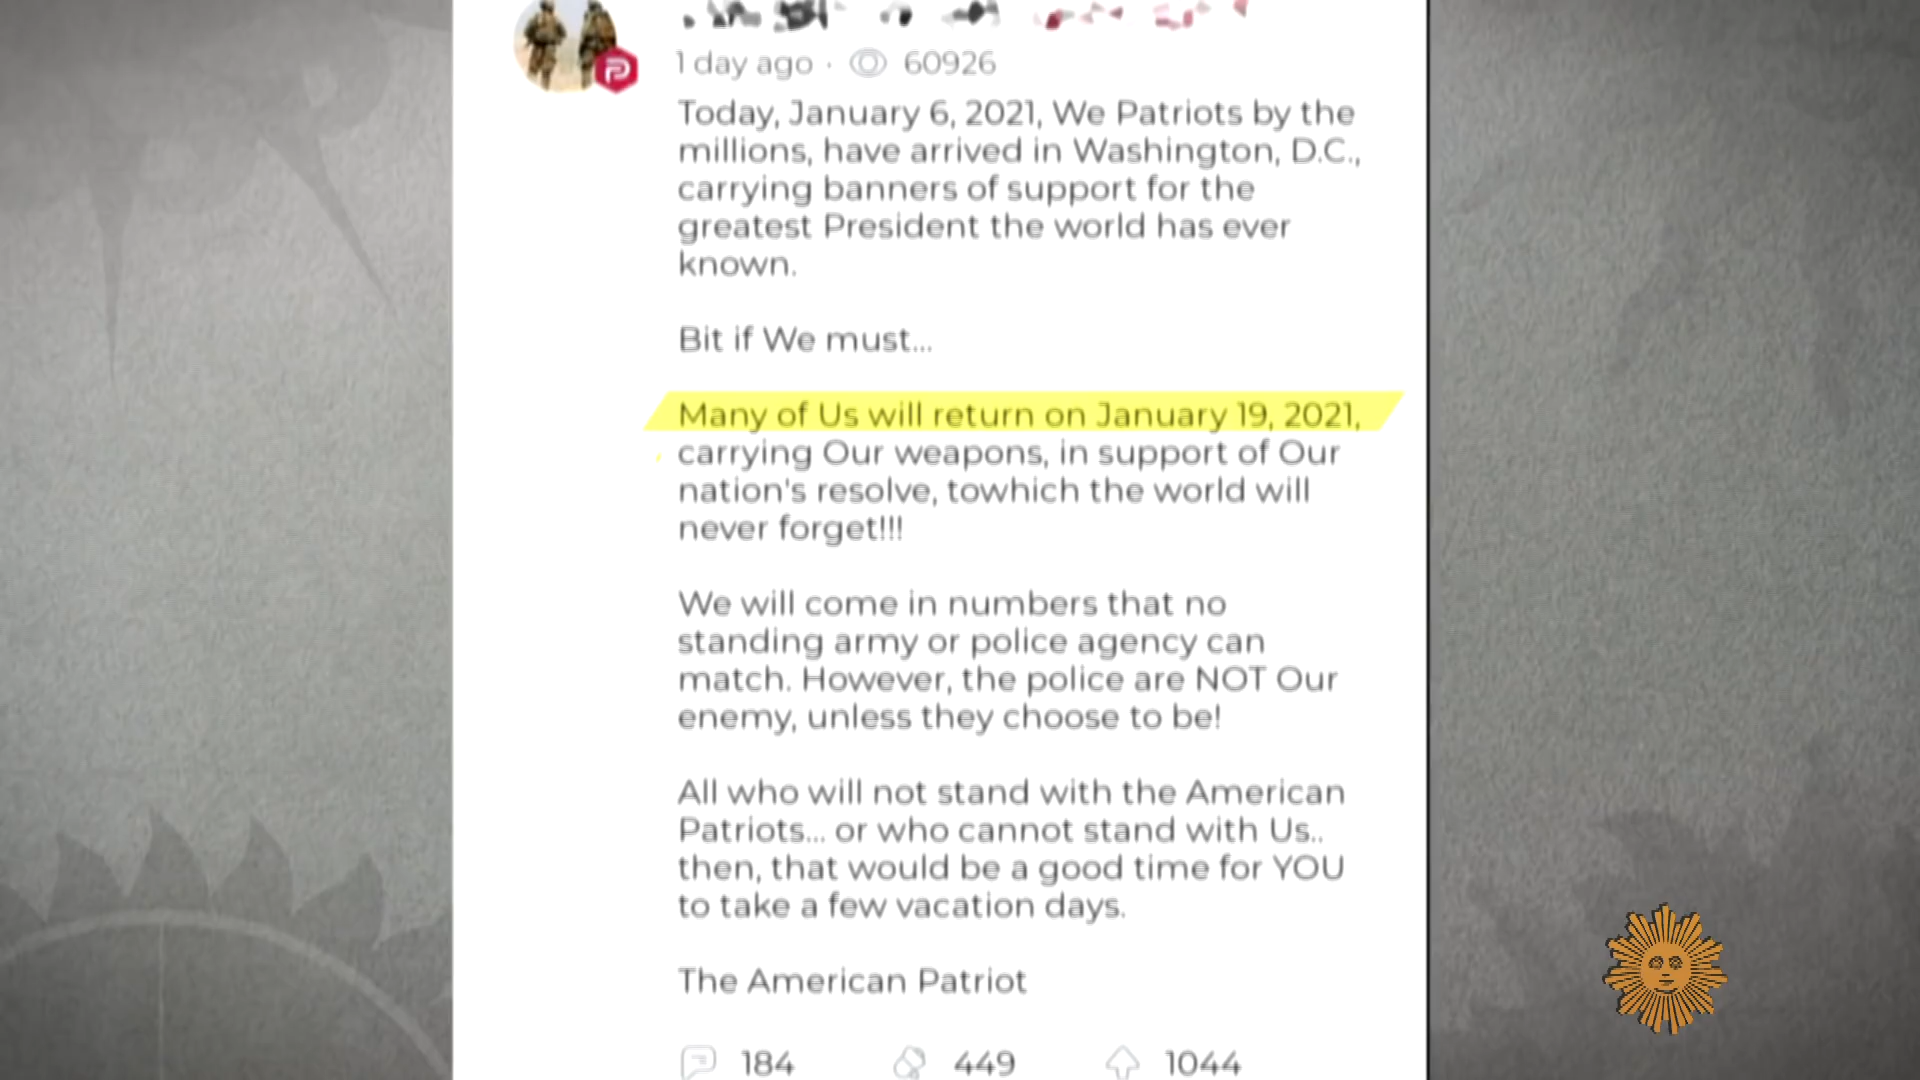 1 day ago · 60926
Today, January 6, 2021, We Patriots by the
millions, have arrived in Washington, D.C.,
carrying banners of support for the
greatest President the world has ever
known.
Bit if We must...
Many of Us will return on January 19, 2021,
carrying Our weapons, in support of Our
nation's resolve, towhich the world will
never forget!!!
We will come in numbers that no
standing army or police agency can
match. However, the police are NOT Our
enemy, unless they choose to be!
All who will not stand with the American
Patriots... or who cannot stand with Us..
then, that would be a good time for YOU
to take a few vacation days.
The American Patriot
184 449 1044